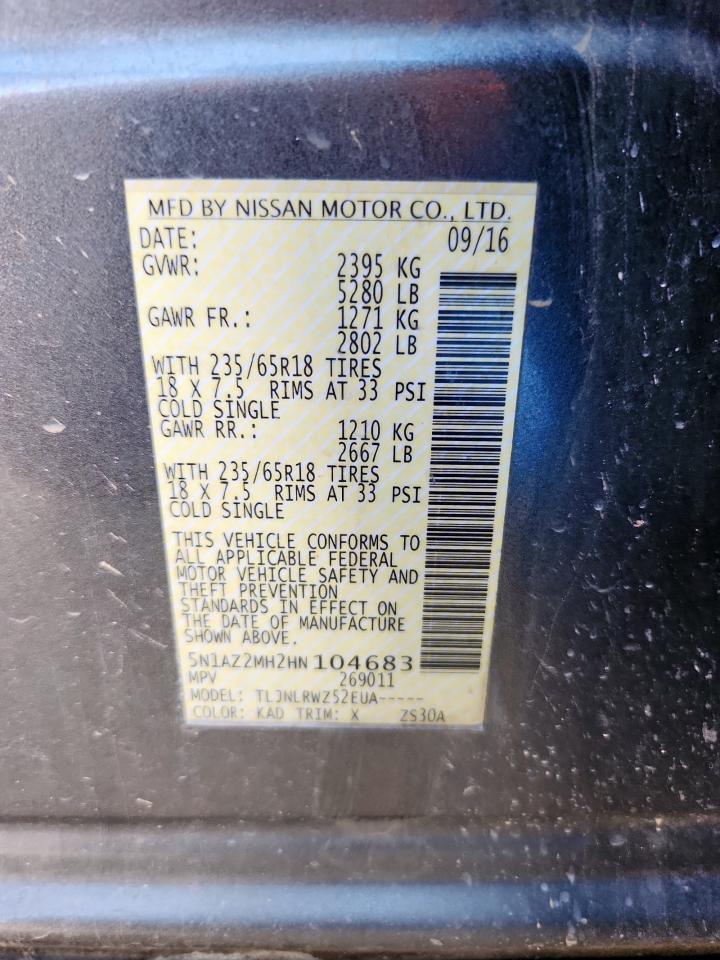 MFD BY NISSAN MOTOR CO., LTD.
DATE: 09/16
GVWR: 2395 KG
5280 LB
GAWR FR.: 1271 KG
2802 LB
WITH 235/65R18 TIRES
18 X 7.5 RIMS AT 33 PSI
COLD SINGLE
GAWR RR.: 1210 KG
2667 LB
WITH 235/65R18 TIRES
18 X 7.5 RIMS AT 33 PSI
COLD SINGLE
THIS VEHICLE CONFORMS TO
ALL APPLICABLE FEDERAL
MOTOR VEHICLE SAFETY AND
THEFT PREVENTION
STANDARDS IN EFFECT ON
THE DATE OF MANUFACTURE
SHOWN ABOVE.
5N1AZ2MH2HN104683
MPV 269011
MODEL: TLJNLRWZ52EUA-----
COLOR: KAD TRIM: X ZS30A